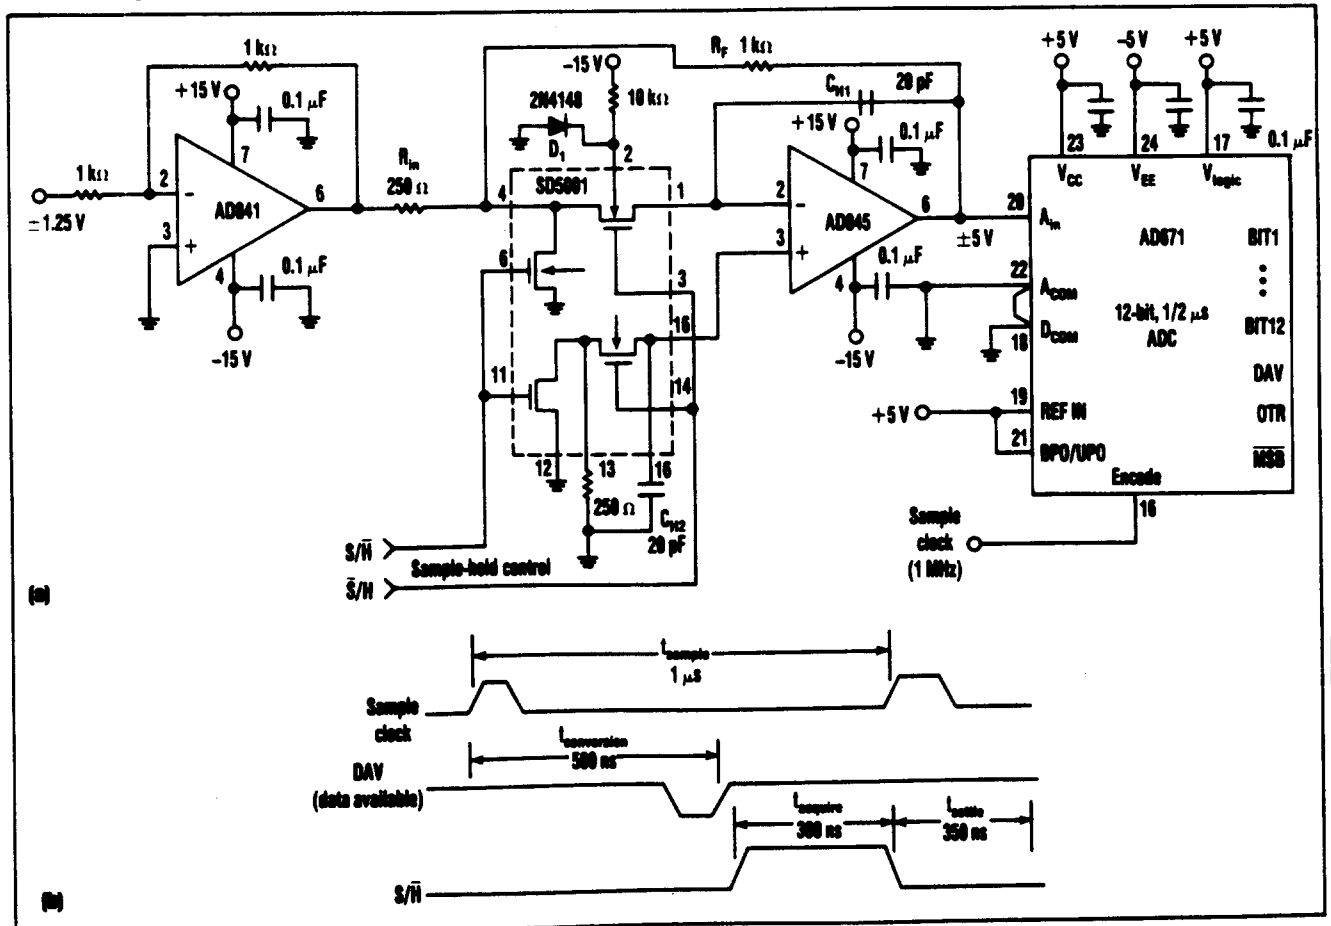 1 kΩ
+15 V
0.1 μF
1 kΩ
2
−
7
6
AD841
±1.25 V
3
+
4
0.1 μF
−15 V
R_in
250 Ω
−15 V
10 kΩ
2N4148
D₁
2
4
SD5001
1
6
3
16
11
14
12
13
16
250 Ω
C_H2
20 pF
R_F 1 kΩ
C_H1 20 pF
+15 V
0.1 μF
7
2
−
6
AD845
3
+
±5 V
0.1 μF
4
−15 V
+5 V
−5 V
+5 V
0.1 μF
23
24
17
V_CC
V_EE
V_logic
20
A_in
AD671
BIT1
22
A_COM
12-bit, 1/2 μs
ADC
BIT12
D_COM
18
DAV
+5 V
19
REF IN
OTR
21
BPO/UPO
M̅S̅B̅
Encode
16
Sample
clock
(1 MHz)
S/H̅
Sample-hold control
S̅/H
(a)
t_sample
1 μs
Sample
clock
t_conversion
500 ns
DAV
(data available)
t_acquire
300 ns
t_settle
350 ns
S/H̅
(b)